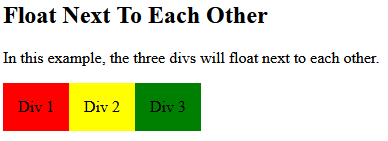 Float Next To Each Other
In this example, the three divs will float next to each other.
Div 1 Div 2 Div 3